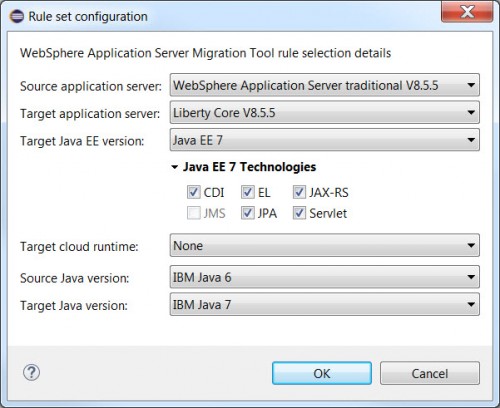 Rule set configuration
WebSphere Application Server Migration Tool rule selection details
Source application server: WebSphere Application Server traditional V8.5.5
Target application server: Liberty Core V8.5.5
Target Java EE version: Java EE 7
Java EE 7 Technologies
CDI EL JAX-RS
JMS JPA Servlet
Target cloud runtime: None
Source Java version: IBM Java 6
Target Java version: IBM Java 7
? OK Cancel